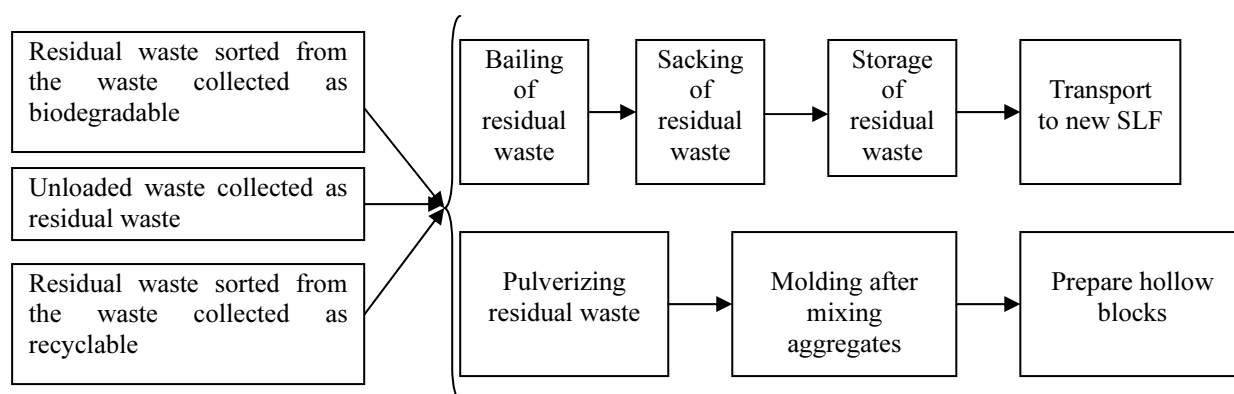 Residual waste sorted from
the waste collected as
biodegradable
Unloaded waste collected as
residual waste
Residual waste sorted from
the waste collected as
recyclable
Bailing
of
residual
waste
Sacking
of
residual
waste
Storage
of
residual
waste
Transport
to new SLF
Pulverizing
residual waste
Molding after
mixing
aggregates
Prepare hollow
blocks